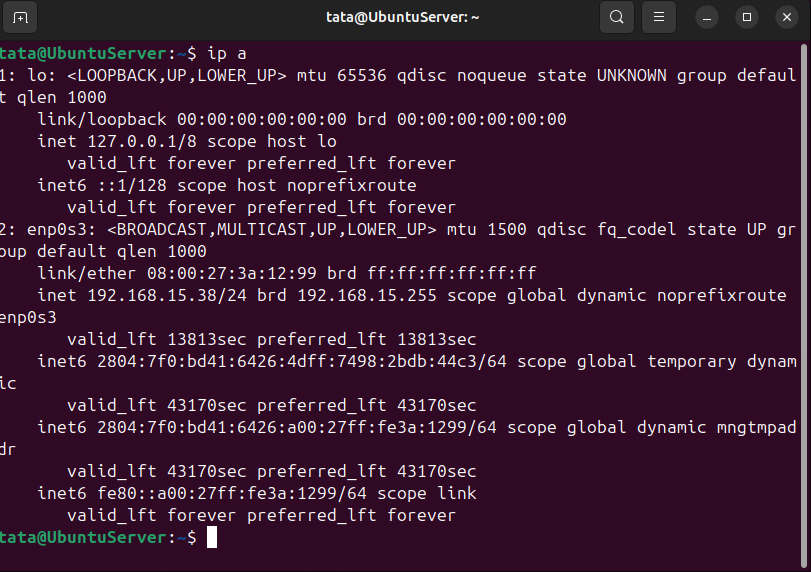 tata@UbuntuServer: ~
tata@UbuntuServer:~$ ip a
1: lo: <LOOPBACK,UP,LOWER_UP> mtu 65536 qdisc noqueue state UNKNOWN group defaul
t qlen 1000
link/loopback 00:00:00:00:00:00 brd 00:00:00:00:00:00
inet 127.0.0.1/8 scope host lo
valid_lft forever preferred_lft forever
inet6 ::1/128 scope host noprefixroute
valid_lft forever preferred_lft forever
2: enp0s3: <BROADCAST,MULTICAST,UP,LOWER_UP> mtu 1500 qdisc fq_codel state UP gr
oup default qlen 1000
link/ether 08:00:27:3a:12:99 brd ff:ff:ff:ff:ff:ff
inet 192.168.15.38/24 brd 192.168.15.255 scope global dynamic noprefixroute
enp0s3
valid_lft 13813sec preferred_lft 13813sec
inet6 2804:7f0:bd41:6426:4dff:7498:2bdb:44c3/64 scope global temporary dynam
ic
valid_lft 43170sec preferred_lft 43170sec
inet6 2804:7f0:bd41:6426:a00:27ff:fe3a:1299/64 scope global dynamic mngtmpad
dr
valid_lft 43170sec preferred_lft 43170sec
inet6 fe80::a00:27ff:fe3a:1299/64 scope link
valid_lft forever preferred_lft forever
tata@UbuntuServer:~$